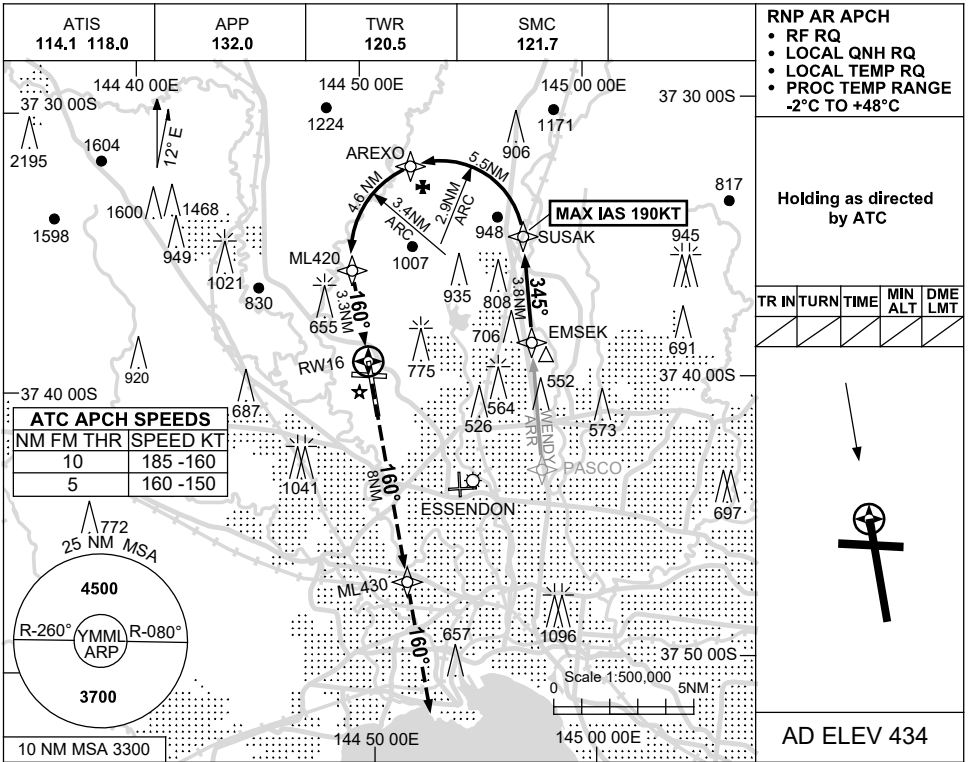 ATIS
114.1 118.0
APP
132.0
TWR
120.5
SMC
121.7
RNP AR APCH
• RF RQ
• LOCAL QNH RQ
• LOCAL TEMP RQ
• PROC TEMP RANGE
-2°C TO +48°C
144 40 00E
144 50 00E
145 00 00E
37 30 00S
37 30 00S
12° E
2195
1604
1224
1171
906
AREXO
5.5NM
4.6 NM
3.4NM
ARC
2.9NM
ARC
817
Holding as directed
by ATC
1600
1468
1598
949
1021
948
MAX IAS 190KT
SUSAK
945
1007
ML420
830
935
808
3.8NM
345°
655
3.3NM
160°
706
EMSEK
691
TR IN
TURN
TIME
MIN
ALT
DME
LMT
RW16
775
920
552
37 40 00S
37 40 00S
687
564
526
573
WENDY
ARR
PASCO
ATC APCH SPEEDS
NM FM THR SPEED KT
10 185 -160
5 160 -150
1041
160°
8NM
ESSENDON
697
772
25 NM MSA
4500
R-260°
YMML
ARP
R-080°
3700
ML430
160°
657
1096
37 50 00S
Scale 1:500,000
0
5NM
10 NM MSA 3300
144 50 00E
145 00 00E
AD ELEV 434